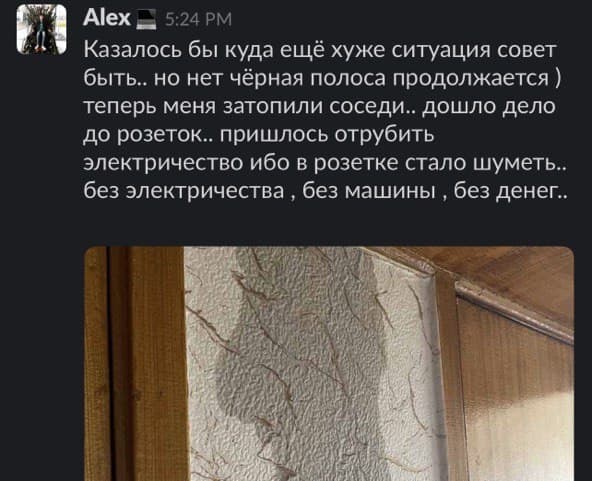 Alex 5:24 PM
Казалось бы куда ещё хуже ситуация совет
быть.. но нет чёрная полоса продолжается )
теперь меня затопили соседи.. дошло дело
до розеток.. пришлось отрубить
электричество ибо в розетке стало шуметь..
без электричества , без машины , без денег..